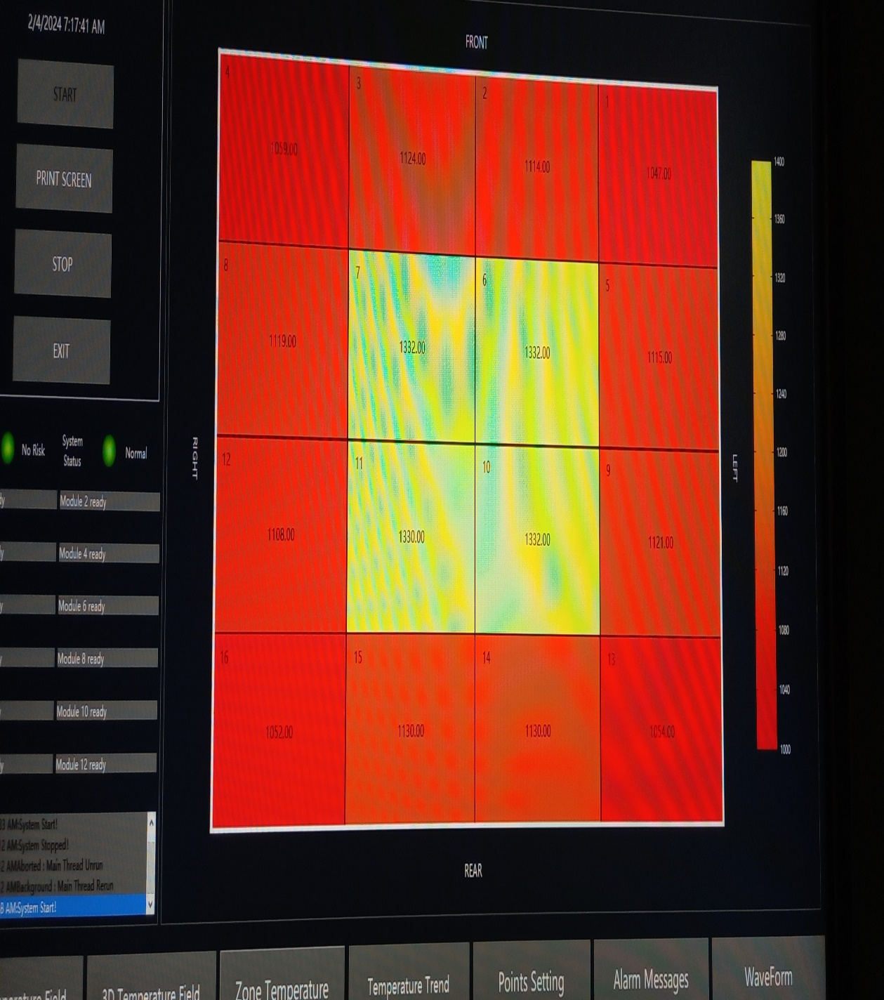 2/4/2024 7:17:41 AM
START
PRINT SCREEN
STOP
EXIT
No Risk
System
Status
Normal
Module 2 ready
Module 4 ready
Module 6 ready
Module 8 ready
Module 10 ready
Module 12 ready
AM:System Start!
2 AM:System Stopped!
2 AMAborted : Main Thread Unrun
2 AMBackground : Main Thread Rerun
AM:System Start!
FRONT
4 3 2 1
1059.00 1124.00 1114.00 1047.00
8 7 6 5
1119.00 1332.00 1332.00 1115.00
RIGHT
LEFT
12 11 10 9
1108.00 1330.00 1332.00 1121.00
16 15 14 13
1052.00 1130.00 1130.00 1054.00
REAR
1400
1360
1320
1280
1240
1200
1160
1120
1080
1040
1000
3D Temperature Field
Zone Temperature
Temperature Trend
Points Setting
Alarm Messages
WaveForm